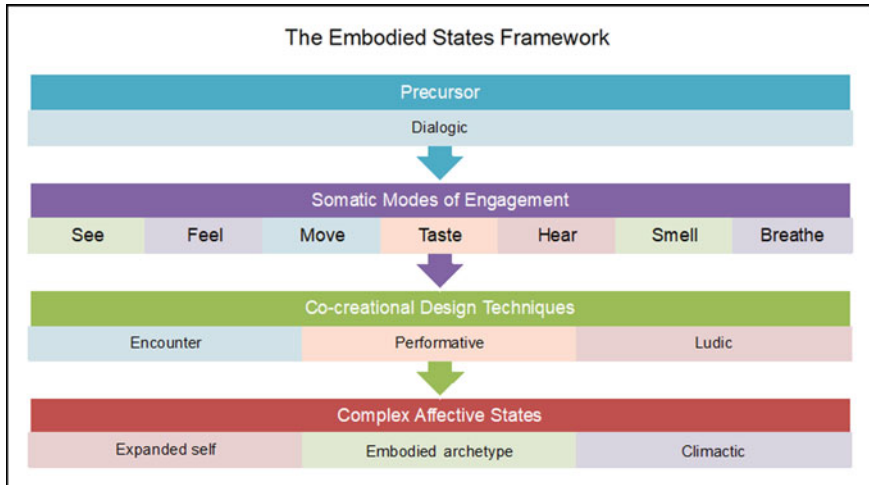 The Embodied States Framework
Precursor
Dialogic
Somatic Modes of Engagement
See Feel Move Taste Hear Smell Breathe
Co-creational Design Techniques
Encounter Performative Ludic
Complex Affective States
Expanded self Embodied archetype Climactic